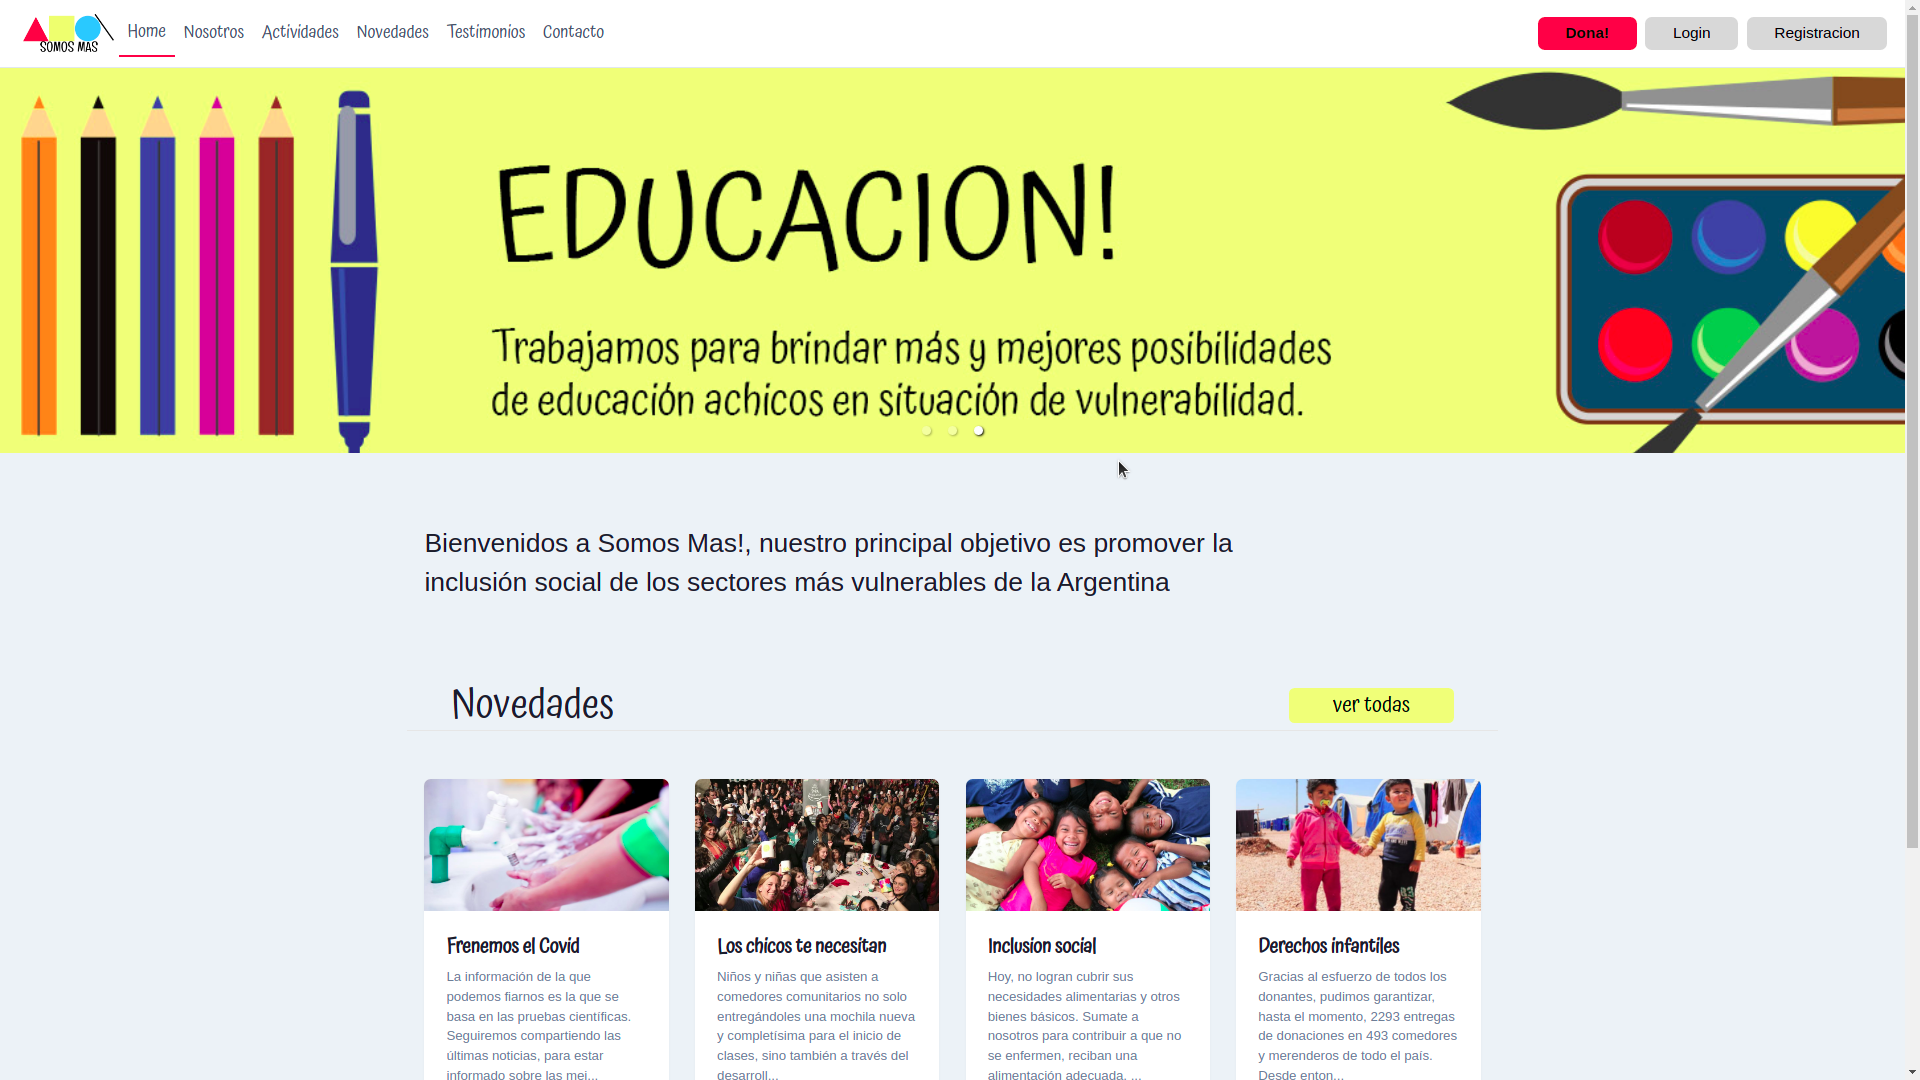 SOMOS MAS
Home Nosotros Actividades Novedades Testimonios Contacto
Dona! Login Registracion
EDUCACION!
Trabajamos para brindar más y mejores posibilidades
de educación achicos en situación de vulnerabilidad.
Bienvenidos a Somos Mas!, nuestro principal objetivo es promover la
inclusión social de los sectores más vulnerables de la Argentina
Novedades
ver todas
Frenemos el Covid
La información de la que
podemos fiarnos es la que se
basa en las pruebas científicas.
Seguiremos compartiendo las
últimas noticias, para estar
informado sobre las mej...
Los chicos te necesitan
Niños y niñas que asisten a
comedores comunitarios no solo
entregándoles una mochila nueva
y completísima para el inicio de
clases, sino también a través del
desarroll...
Inclusion social
Hoy, no logran cubrir sus
necesidades alimentarias y otros
bienes básicos. Sumate a
nosotros para contribuir a que no
se enfermen, reciban una
alimentación adecuada, ...
Derechos infantiles
Gracias al esfuerzo de todos los
donantes, pudimos garantizar,
hasta el momento, 2293 entregas
de donaciones en 493 comedores
y merenderos de todo el país.
Desde enton...